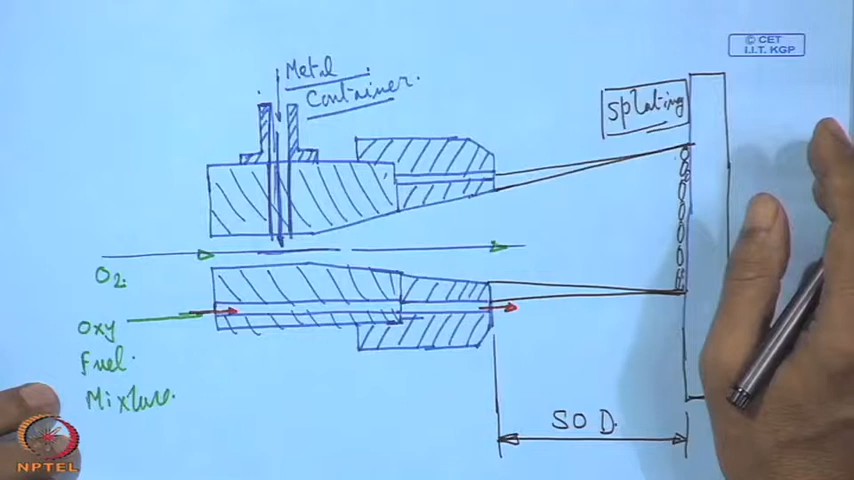 © CET
I.I.T. KGP
Metal
Container.
Splating
O2.
Oxy
Fuel.
Mixture.
SOD.
NPTEL